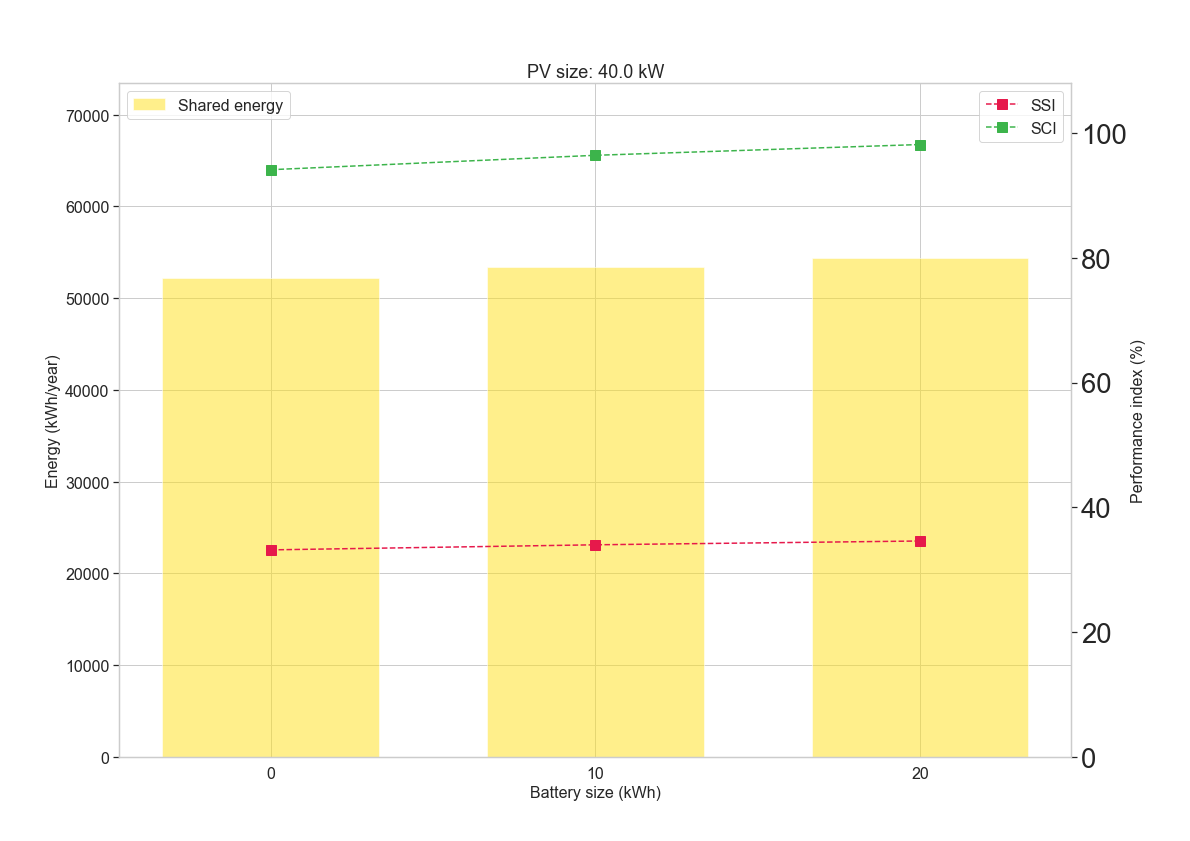 PV size: 40.0 kW
Shared energy
SSI
SCI
70000
60000
50000
40000
30000
20000
10000
0
Energy (kWh/year)
100
80
60
40
20
0
Performance index (%)
0
10
20
Battery size (kWh)